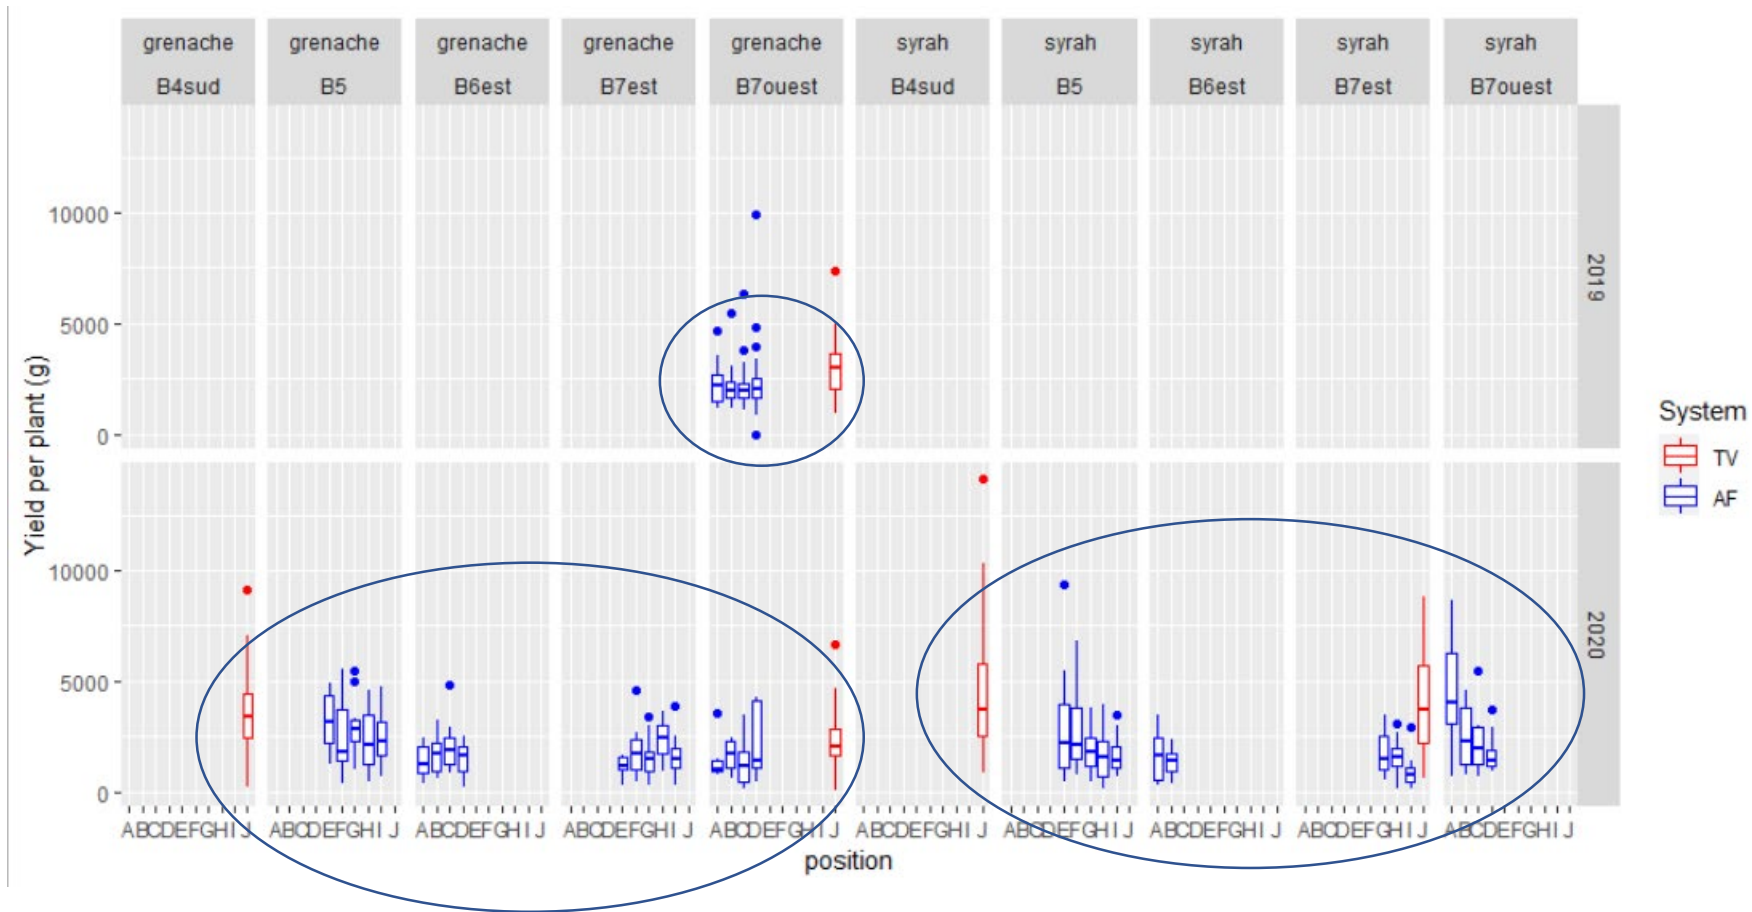 grenache grenache grenache grenache grenache syrah syrah syrah syrah syrah
B4sud B5 B6est B7est B7ouest B4sud B5 B6est B7est B7ouest
10000
5000
0
2019
Yield per plant (g)
10000
5000
0
2020
ABCDEFGHIJ ABCDEFGHIJ ABCDEFGHIJ ABCDEFGHIJ ABCDEFGHIJ ABCDEFGHIJ ABCDEFGHIJ ABCDEFGHIJ ABCDEFGHIJ ABCDEFGHIJ
position
System
TV
AF